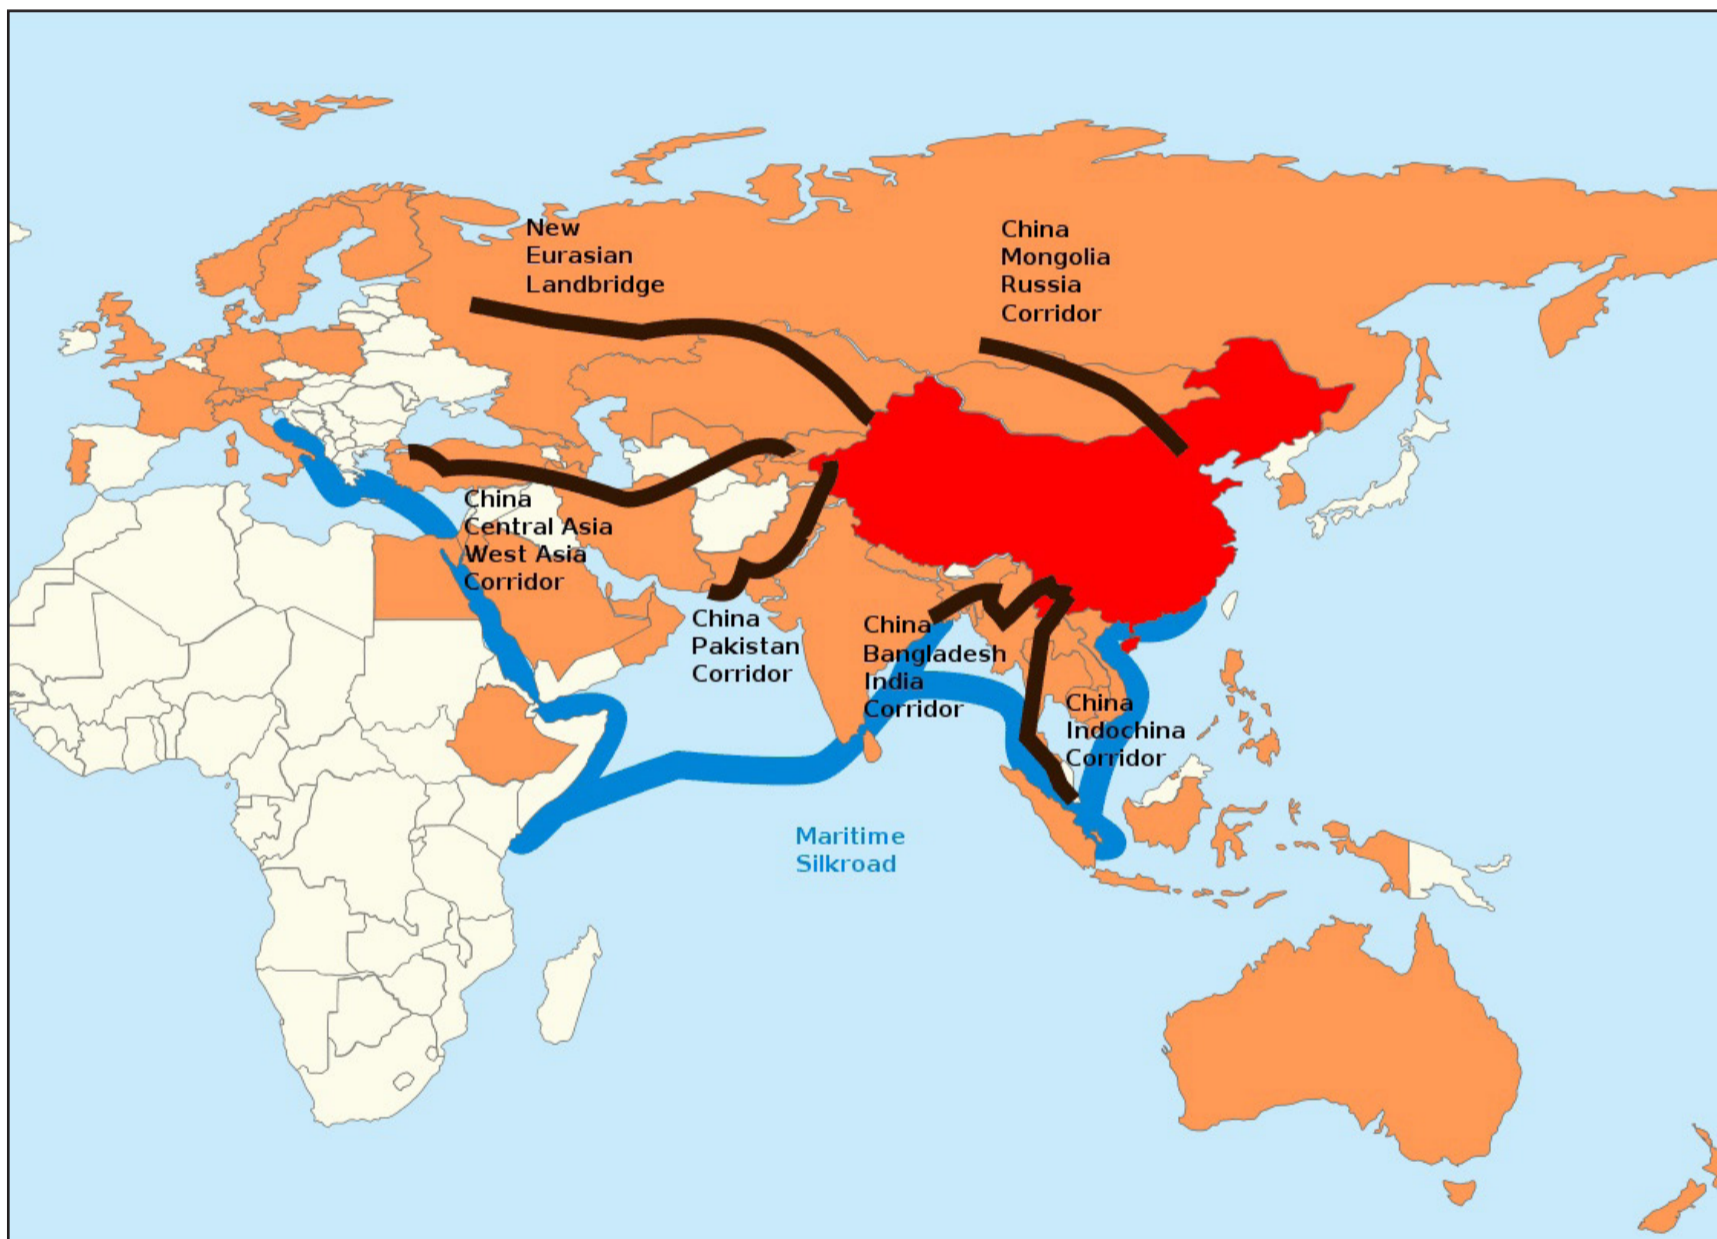 New
Eurasian
Landbridge
China
Mongolia
Russia
Corridor
China
Central Asia
West Asia
Corridor
China
Pakistan
Corridor
China
Bangladesh
India
Corridor
China
Indochina
Corridor
Maritime
Silkroad